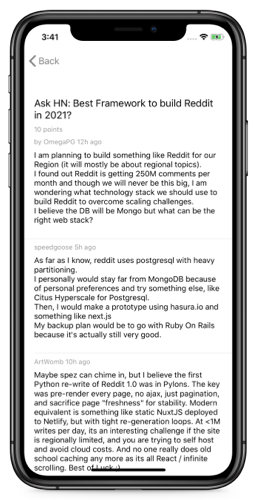 3:41
Back
Ask HN: Best Framework to build Reddit
in 2021?
10 points
by OmegaPG 12h ago
I am planning to build something like Reddit for our
Region (it will mostly be about regional topics).
I found out Reddit is getting 250M comments per
month and though we will never be this big, I am
wondering what technology stack we should use to
build Reddit to overcome scaling challenges.
I believe the DB will be Mongo but what can be the
right web stack?
speedgoose 5h ago
As far as I know, reddit uses postgresql with heavy
partitioning.
I personally would stay far from MongoDB because
of personal preferences and try something else, like
Citus Hyperscale for Postgresql.
Then, I would make a prototype using hasura.io and
something like next.js
My backup plan would be to go with Ruby On Rails
because it's actually still very good.
ArtWomb 10h ago
Maybe spez can chime in, but I believe the first
Python re-write of Reddit 1.0 was in Pylons. The key
was pre-render every page, no ajax, just pagination,
and sacrifice page "freshness" for stability. Modern
equivalent is something like static NuxtJS deployed
to Netlify, but with tight re-generation loops. At <1M
writes per day, its an interesting challenge if the site
is regionally limited, and you are trying to self host
and avoid cloud costs. And no one really does old
school caching any more as its all React / infinite
scrolling. Best of Luck :)